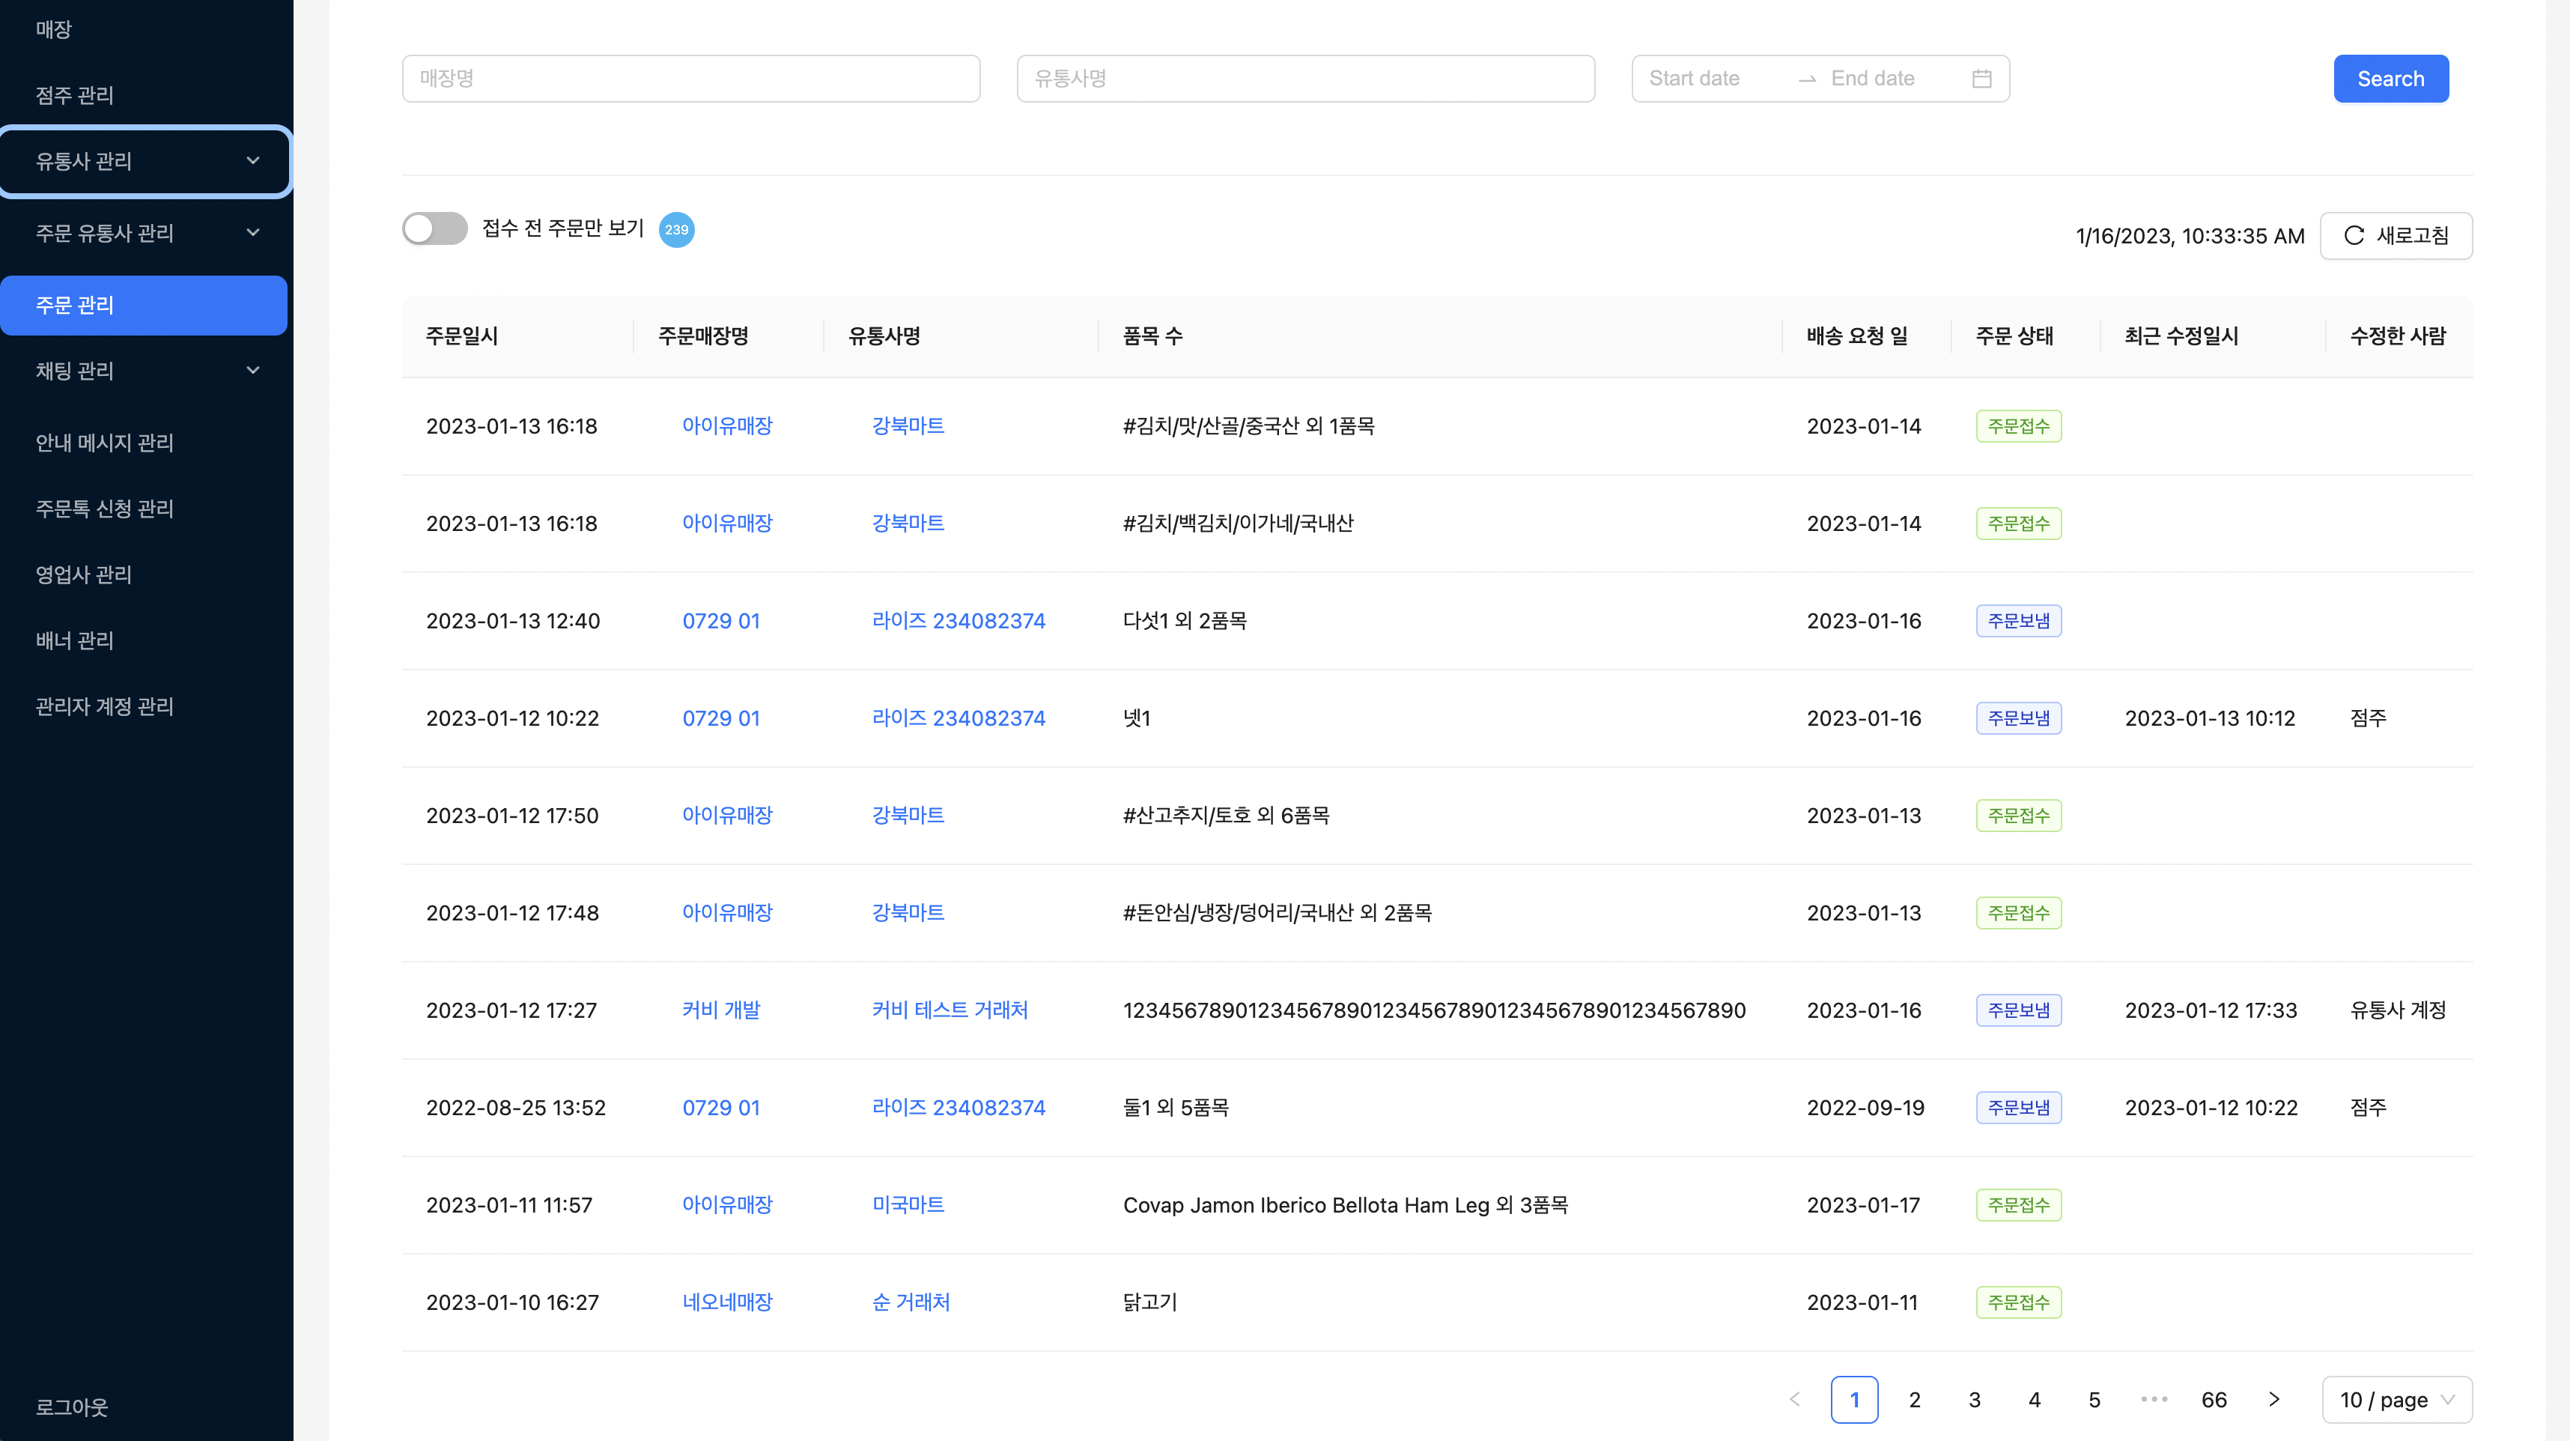 매장
점주 관리
유통사 관리
주문 유통사 관리
주문 관리
채팅 관리
안내 메시지 관리
주문톡 신청 관리
영업사 관리
배너 관리
관리자 계정 관리
로그아웃
매장명 유통사명 Start date → End date Search
접수 전 주문만 보기 239 1/16/2023, 10:33:35 AM 새로고침
주문일시 주문매장명 유통사명 품목 수 배송 요청 일 주문 상태 최근 수정일시 수정한 사람
2023-01-13 16:18 아이유매장 강북마트 #김치/맛/산골/중국산 외 1품목 2023-01-14 주문접수
2023-01-13 16:18 아이유매장 강북마트 #김치/백김치/이가네/국내산 2023-01-14 주문접수
2023-01-13 12:40 0729 01 라이즈 234082374 다섯1 외 2품목 2023-01-16 주문보냄
2023-01-12 10:22 0729 01 라이즈 234082374 넷1 2023-01-16 주문보냄 2023-01-13 10:12 점주
2023-01-12 17:50 아이유매장 강북마트 #산고추지/토호 외 6품목 2023-01-13 주문접수
2023-01-12 17:48 아이유매장 강북마트 #돈안심/냉장/덩어리/국내산 외 2품목 2023-01-13 주문접수
2023-01-12 17:27 커비 개발 커비 테스트 거래처 12345678901234567890123456789012345678901234567890 2023-01-16 주문보냄 2023-01-12 17:33 유통사 계정
2022-08-25 13:52 0729 01 라이즈 234082374 둘1 외 5품목 2022-09-19 주문보냄 2023-01-12 10:22 점주
2023-01-11 11:57 아이유매장 미국마트 Covap Jamon Iberico Bellota Ham Leg 외 3품목 2023-01-17 주문접수
2023-01-10 16:27 네오네매장 순 거래처 닭고기 2023-01-11 주문접수
< 1 2 3 4 5 ••• 66 > 10 / page